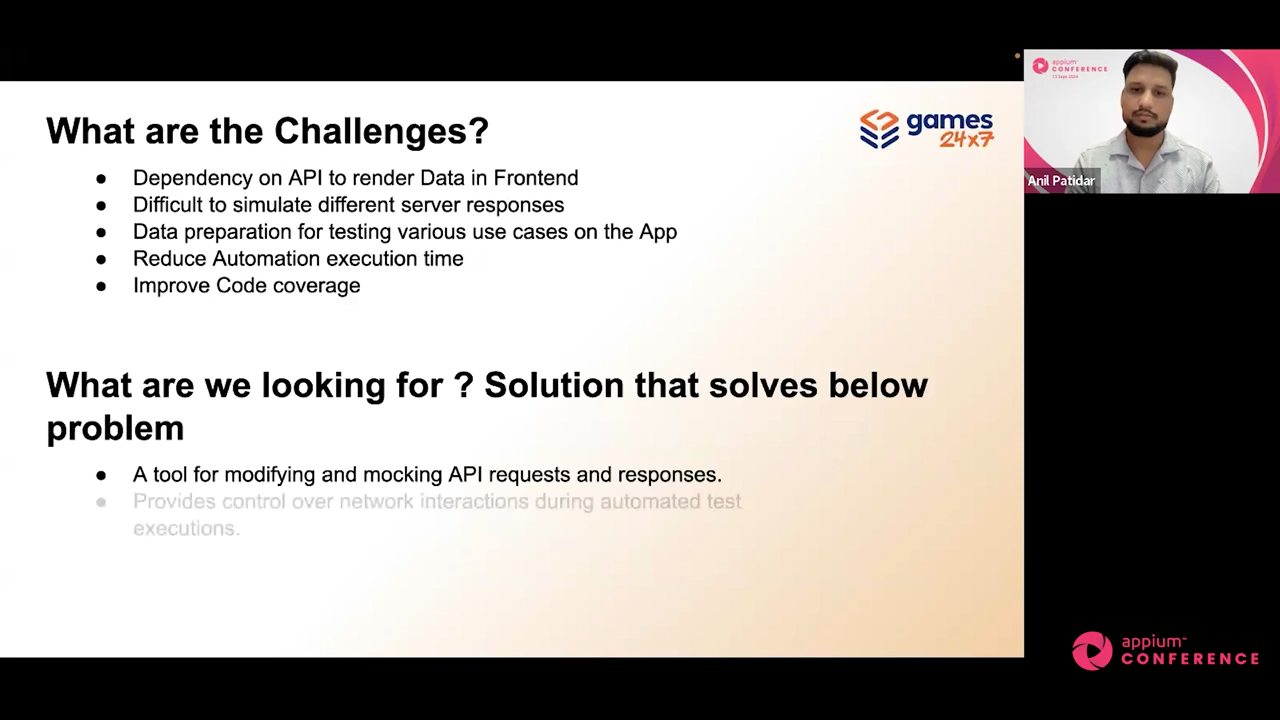 What are the Challenges?
games
24x7
● Dependency on API to render Data in Frontend
● Difficult to simulate different server responses
● Data preparation for testing various use cases on the App
● Reduce Automation execution time
● Improve Code coverage
What are we looking for ? Solution that solves below
problem
● A tool for modifying and mocking API requests and responses.
● Provides control over network interactions during automated test
executions.
appium
CONFERENCE
Anil Patidar
appium
CONFERENCE